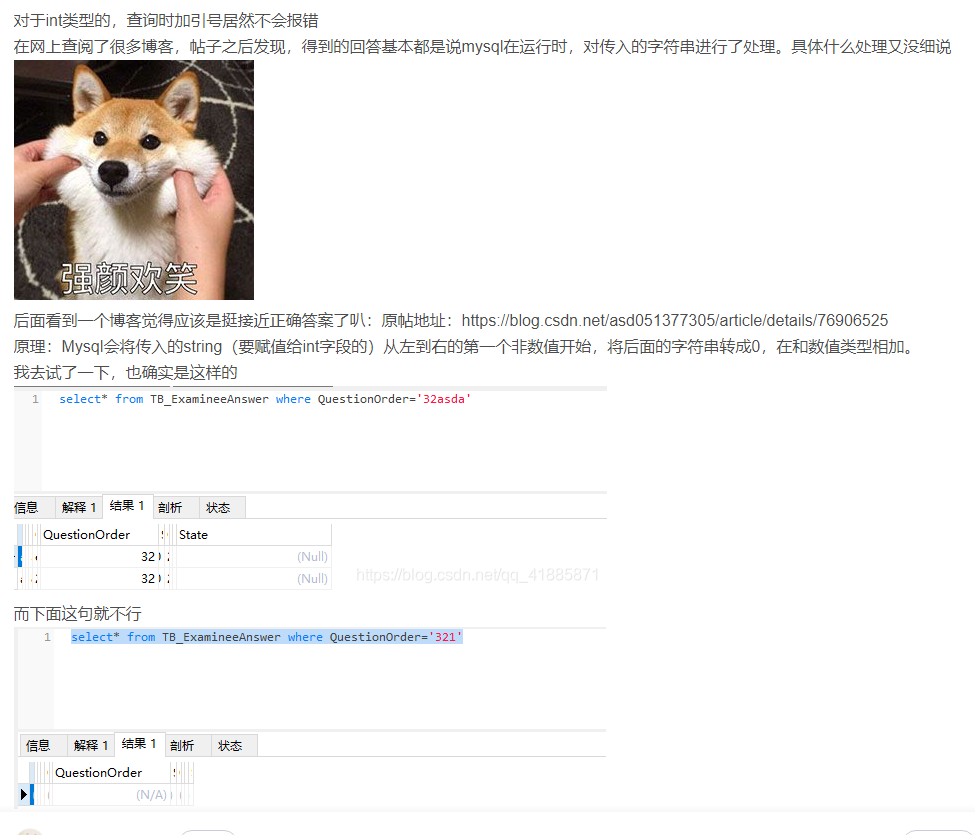 对于int类型的，查询时加引号居然不会报错
在网上查阅了很多博客，帖子之后发现，得到的回答基本都是说mysql在运行时，对传入的字符串进行了处理。具体什么处理又没细说
强颜欢笑
后面看到一个博客觉得应该是挺接近正确答案了叭：原帖地址：https://blog.csdn.net/asd051377305/article/details/76906525
原理：Mysql会将传入的string（要赋值给int字段的）从左到右的第一个非数值开始，将后面的字符串转成0，在和数值类型相加。
我去试了一下，也确实是这样的
1 select* from TB_ExamineeAnswer where QuestionOrder='32asda'
信息 解释 1 结果 1 剖析 状态
QuestionOrder State
32 (Null)
32 (Null)
https://blog.csdn.net/qq_41885871
而下面这句就不行
1 select* from TB_ExamineeAnswer where QuestionOrder='321'
信息 解释 1 结果 1 剖析 状态
QuestionOrder
(N/A)